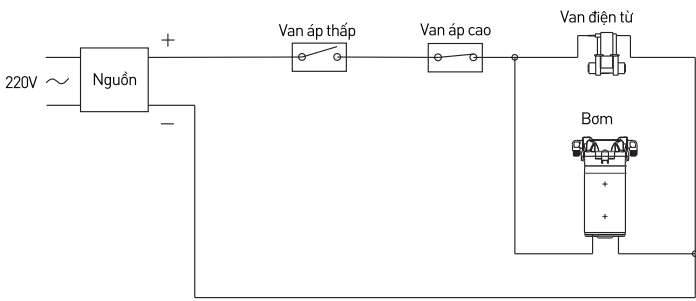 Van áp thấp
Van áp cao
Van điện từ
+
220V
Nguồn
Bơm
—